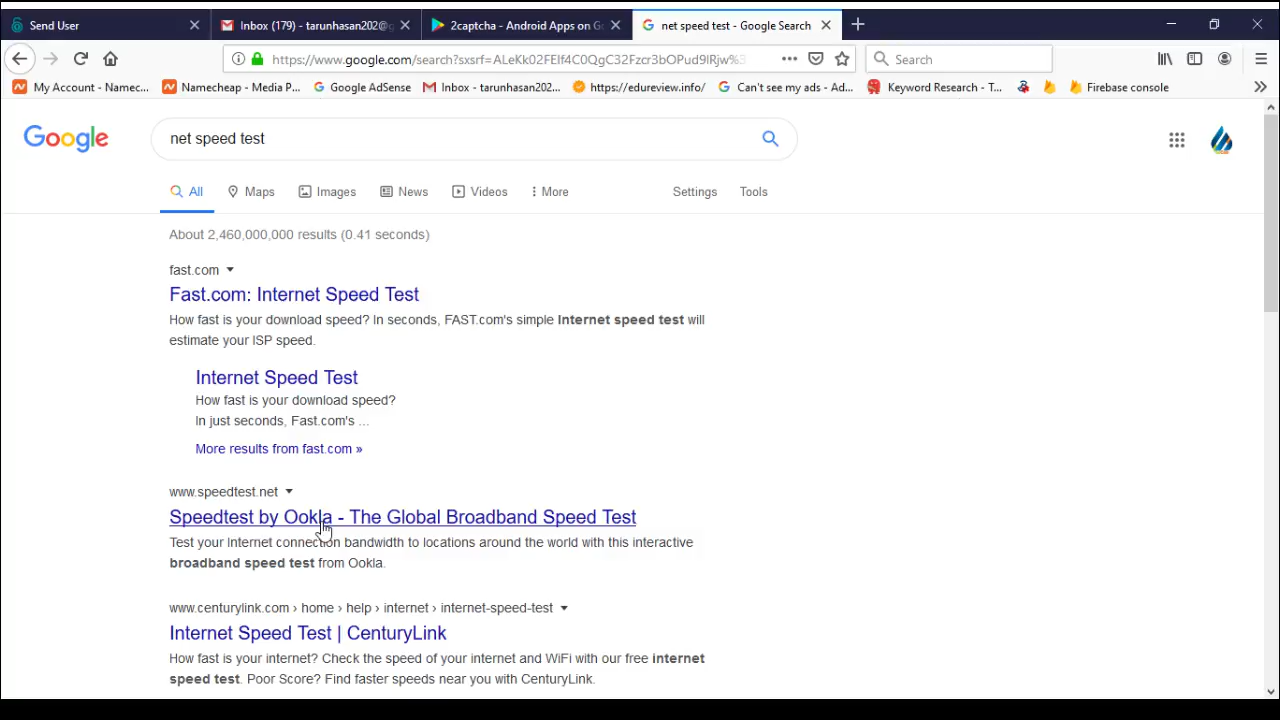 Send User
Inbox (179) - tarunhasan202@g
2captcha - Android Apps on Go
net speed test - Google Search
https://www.google.com/search?sxsrf=ALeKk02FEIf4C0QgC32Fzcr3bOPud9lRjw%3
Search
My Account - Namec...
Namecheap - Media P...
Google AdSense
Inbox - tarunhasan202...
https://edureview.info/
Can't see my ads - Ad...
Keyword Research - T...
Firebase console
Google
net speed test
All
Maps
Images
News
Videos
More
Settings
Tools
About 2,460,000,000 results (0.41 seconds)
fast.com
Fast.com: Internet Speed Test
How fast is your download speed? In seconds, FAST.com's simple Internet speed test will
estimate your ISP speed.
Internet Speed Test
How fast is your download speed?
In just seconds, Fast.com's ...
More results from fast.com »
www.speedtest.net
Speedtest by Ookla - The Global Broadband Speed Test
Test your Internet connection bandwidth to locations around the world with this interactive
broadband speed test from Ookla.
www.centurylink.com › home › help › internet › internet-speed-test
Internet Speed Test | CenturyLink
How fast is your internet? Check the speed of your internet and WiFi with our free internet
speed test. Poor Score? Find faster speeds near you with CenturyLink.